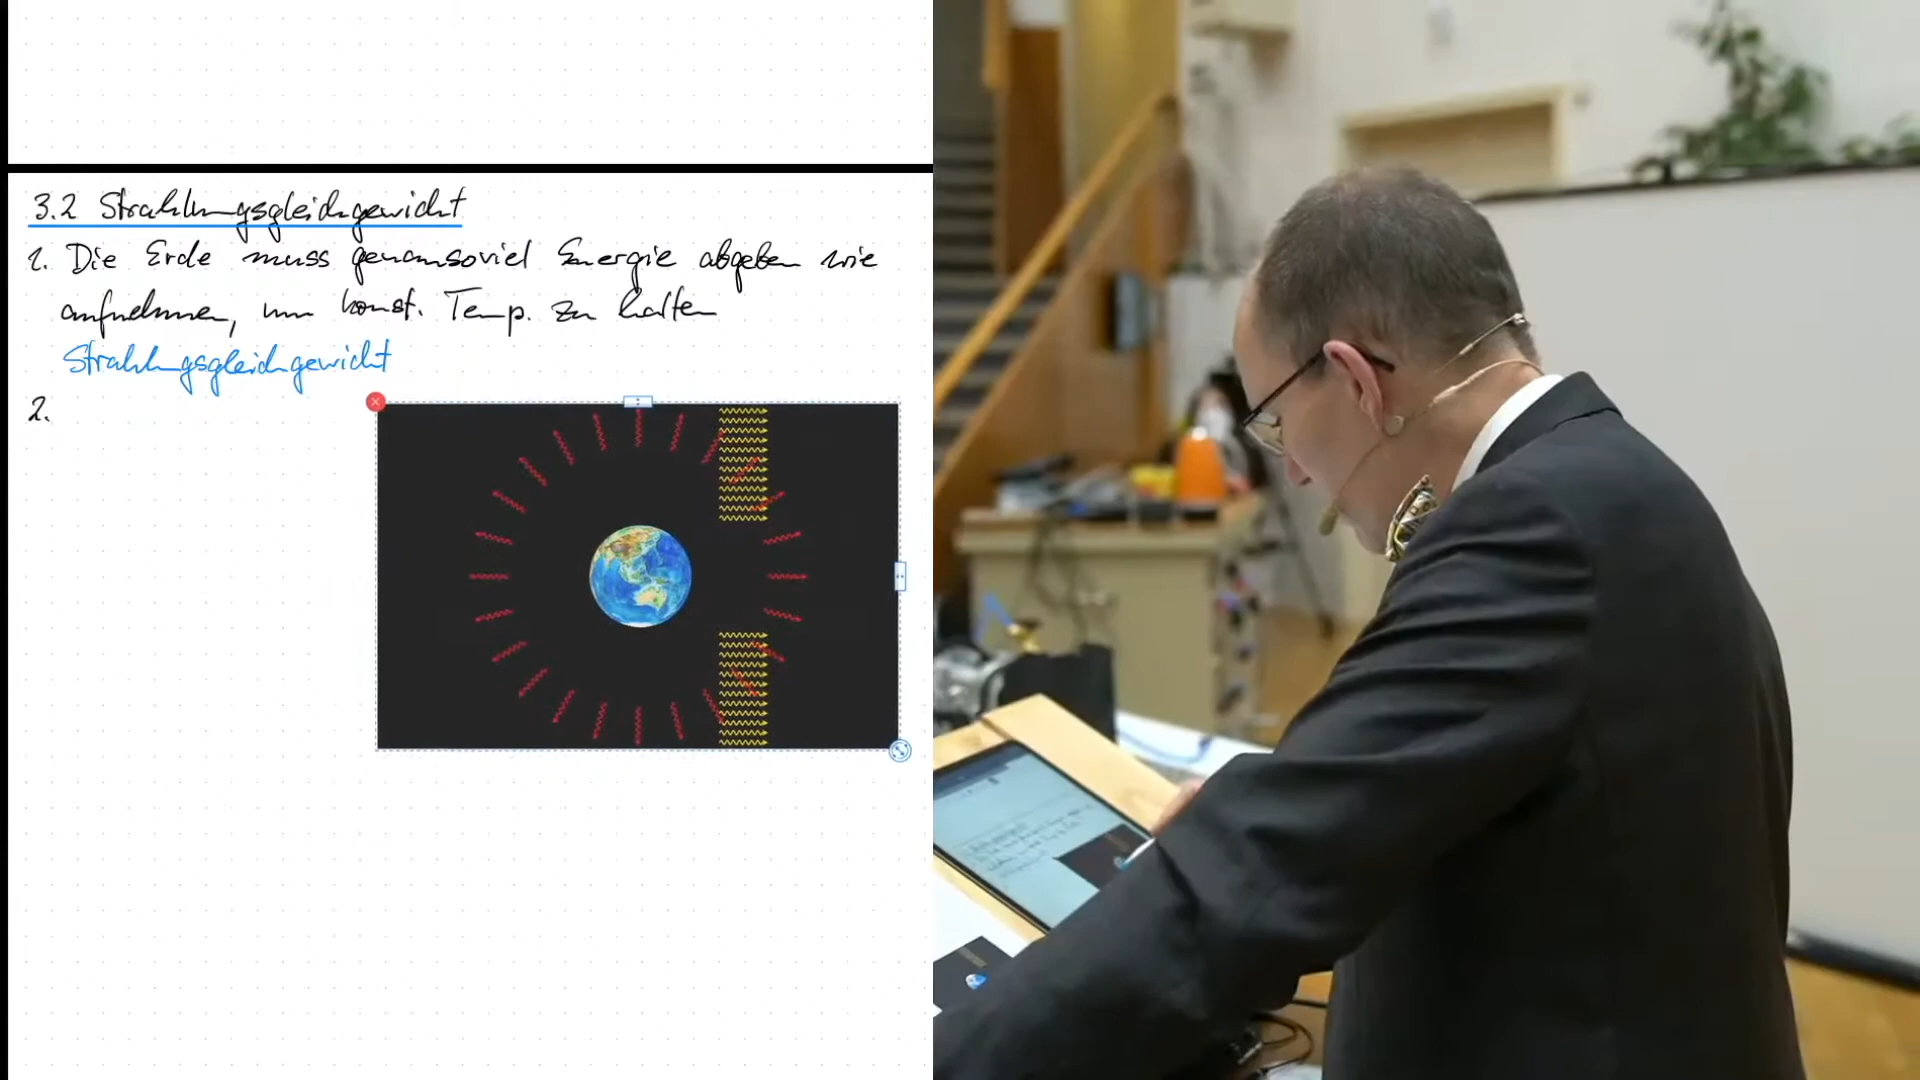 3.2 Strahlungsgleichgewicht
1. Die Erde muss genausoviel Energie abgeben wie
aufnehmen, um konst. Temp. zu halten
Strahlungsgleichgewicht
2.